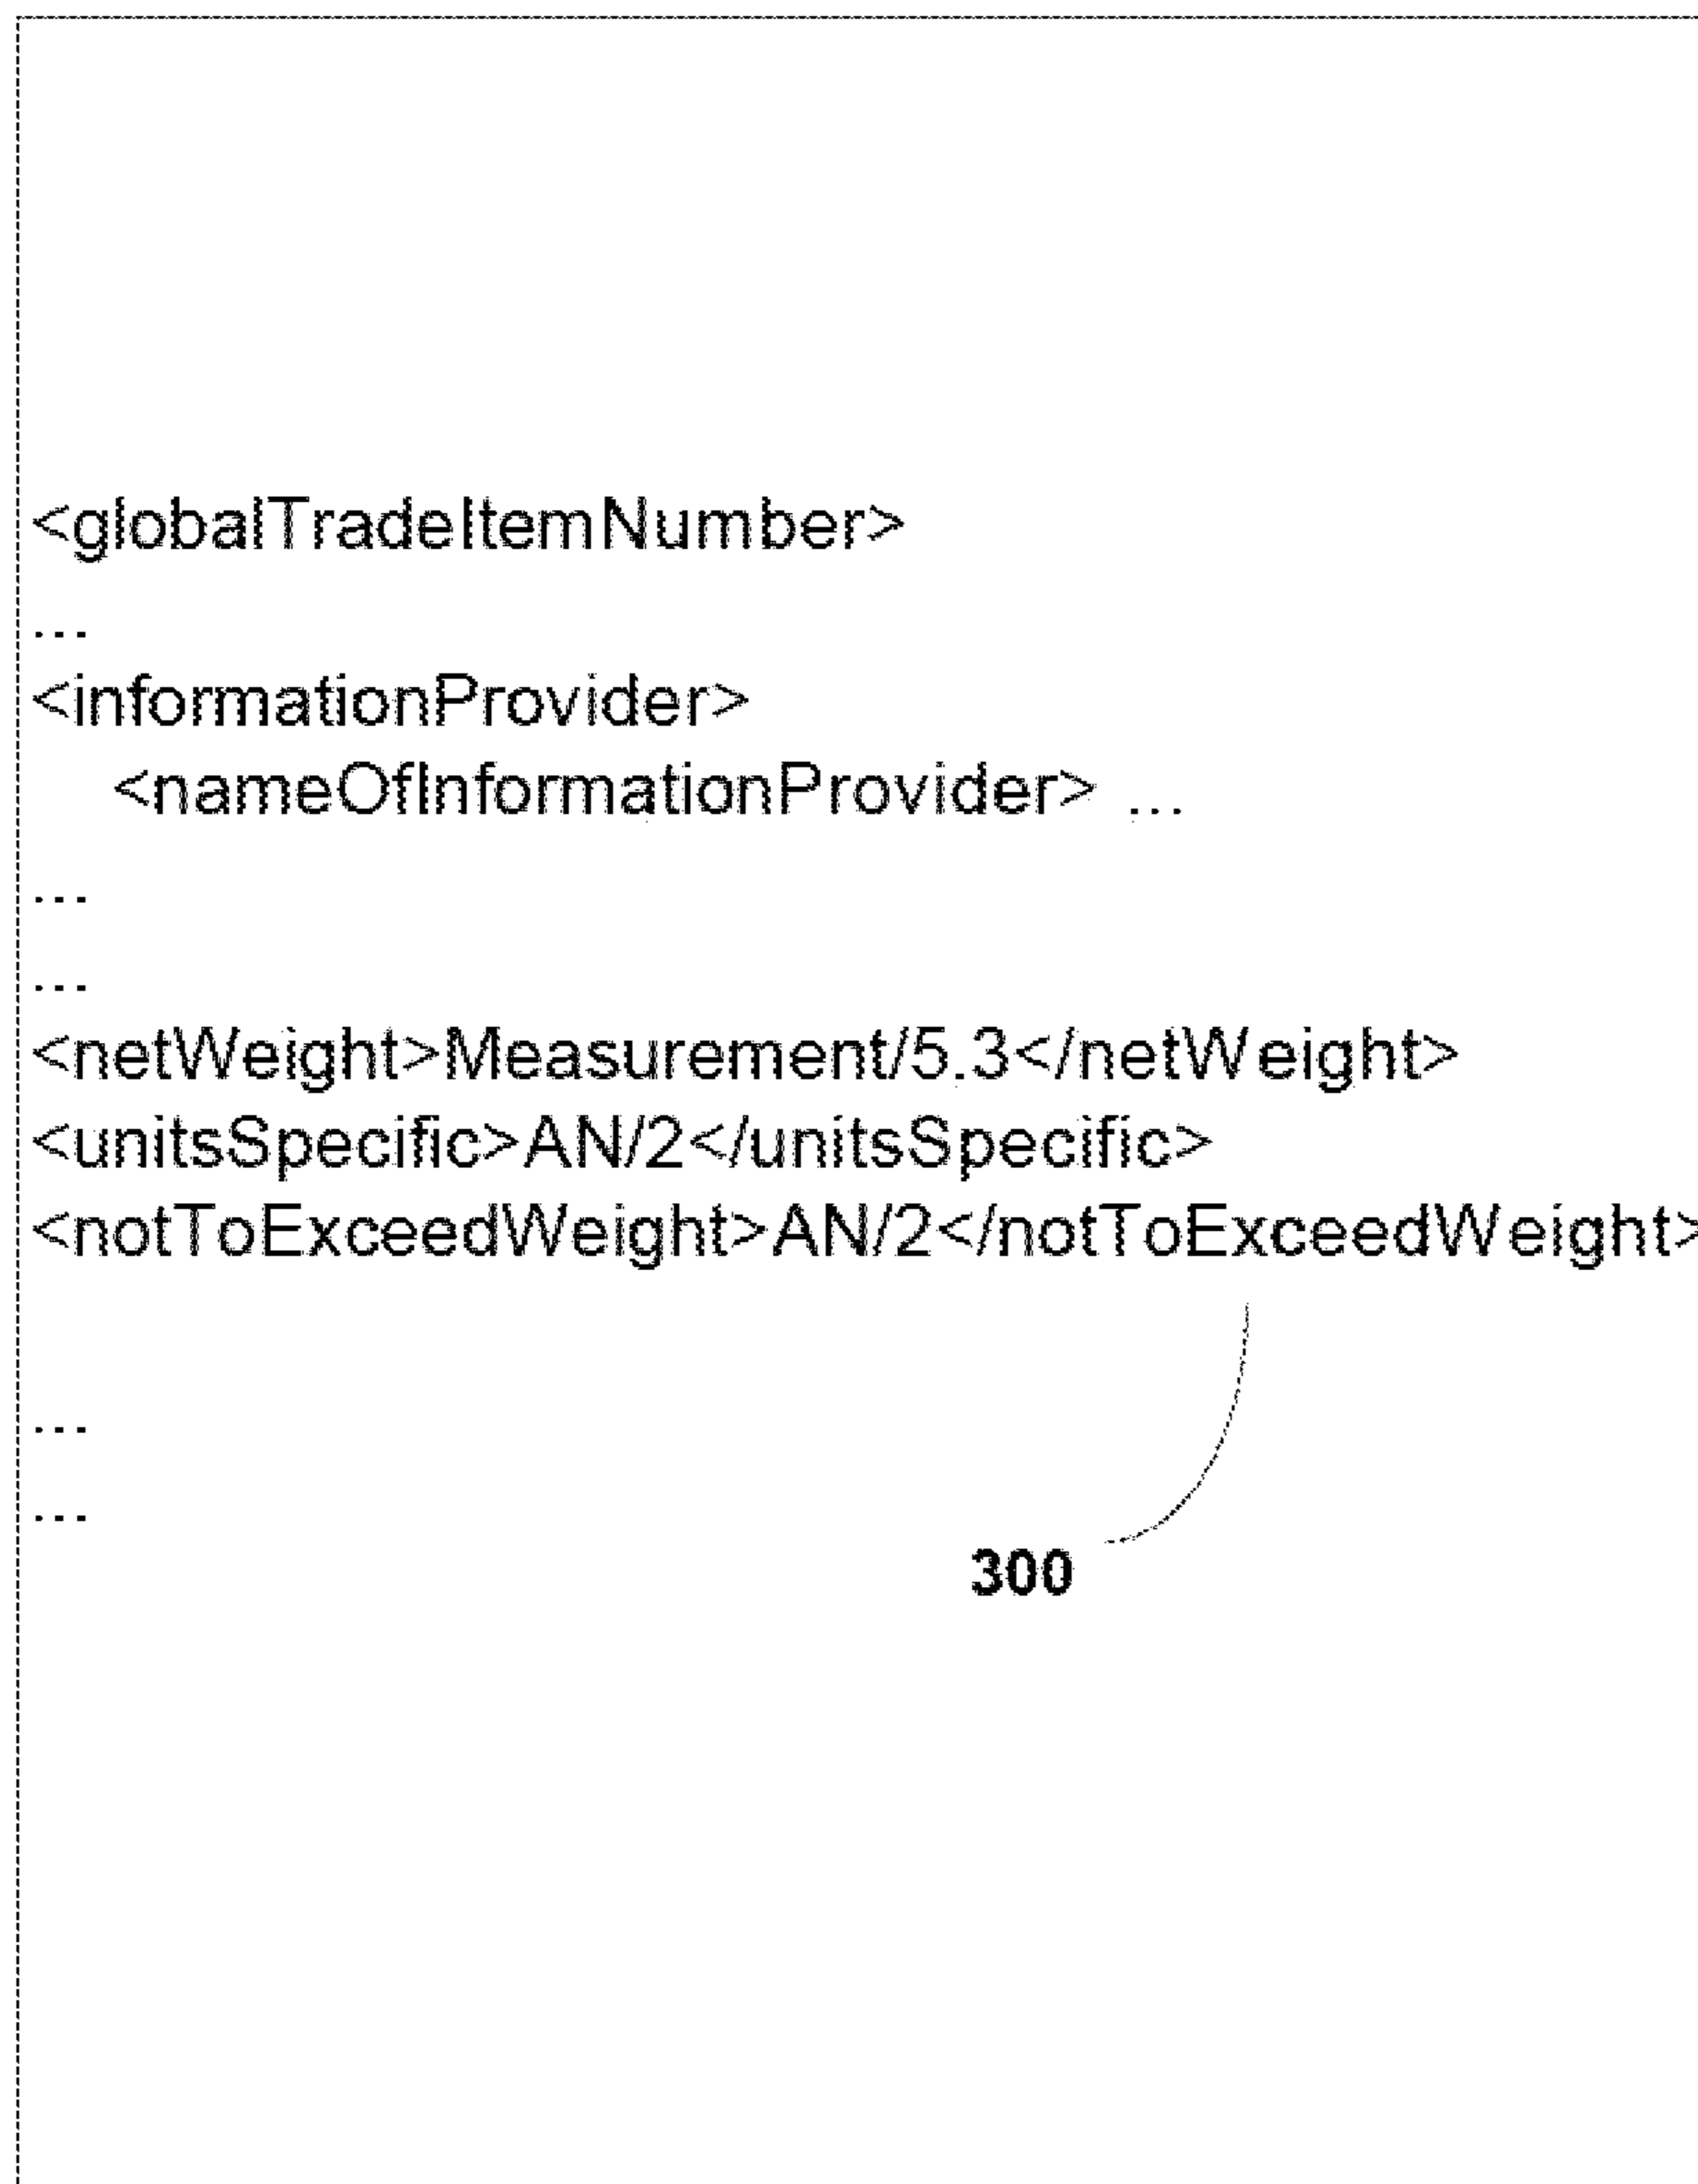 <globalTradeItemNumber>
...
<informationProvider>
<nameOfInformationProvider> ...
...
...
<netWeight>Measurement/5.3</netWeight>
<unitsSpecific>AN/2</unitsSpecific>
<notToExceedWeight>AN/2</notToExceedWeight>
...
...
300